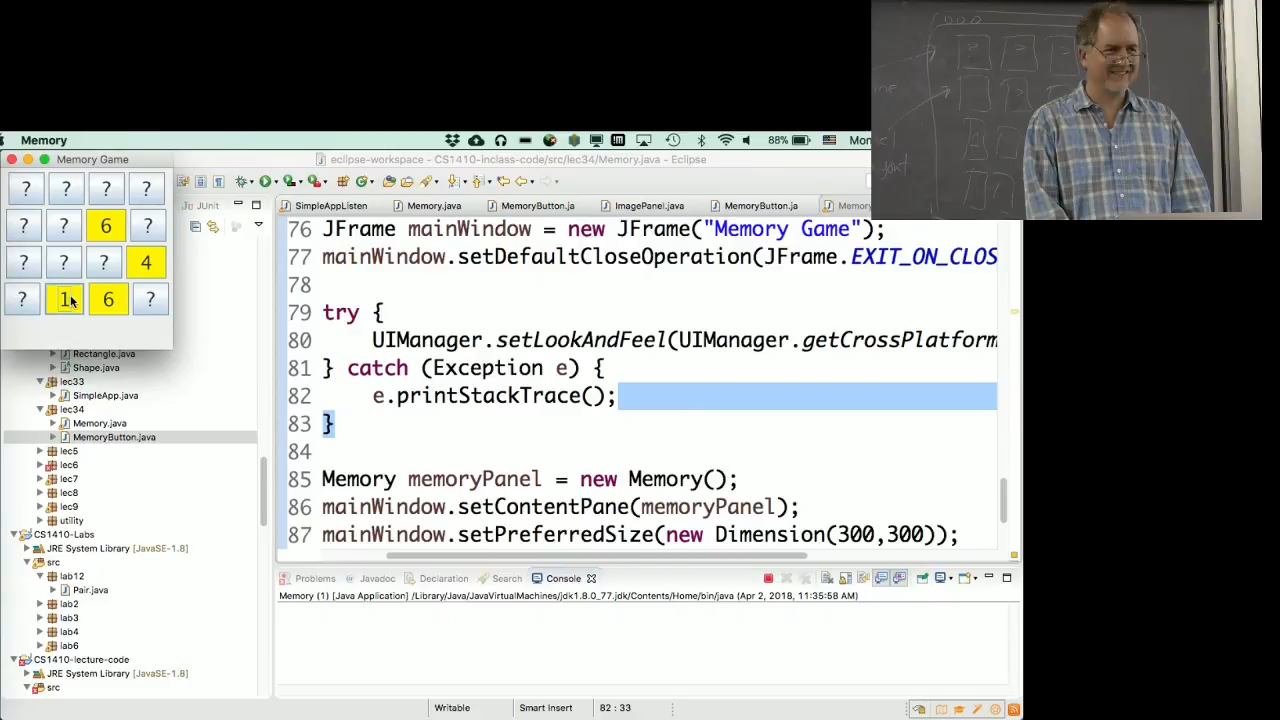 Memory
88%
Mon
Memory Game
eclipse-workspace - CS1410-inclass-code/src/lec34/Memory.java - Eclipse
? ? ? ?
? ? 6 ?
? ? ? 4
? 1 6 ?
JUnit
SimpleAppListen
Memory.java
MemoryButton.ja
ImagePanel.java
MemoryButton.ja
Memory
76 JFrame mainWindow = new JFrame("Memory Game");
77 mainWindow.setDefaultCloseOperation(JFrame.EXIT_ON_CLOS
78
79 try {
80 UIManager.setLookAndFeel(UIManager.getCrossPlatform
81 } catch (Exception e) {
82 e.printStackTrace();
83 }
84
85 Memory memoryPanel = new Memory();
86 mainWindow.setContentPane(memoryPanel);
87 mainWindow.setPreferredSize(new Dimension(300,300));
Rectangle.java
Shape.java
lec33
SimpleApp.java
lec34
Memory.java
MemoryButton.java
lec5
lec6
lec7
lec8
lec9
utility
CS1410-Labs
JRE System Library [JavaSE-1.8]
src
lab12
Pair.java
lab2
lab3
lab4
lab6
CS1410-lecture-code
JRE System Library [JavaSE-1.8]
src
Problems
Javadoc
Declaration
Search
Console
Memory (1) [Java Application] /Library/Java/JavaVirtualMachines/jdk1.8.0_77.jdk/Contents/Home/bin/java (Apr 2, 2018, 11:35:58 AM)
Writable
Smart Insert
82 : 33